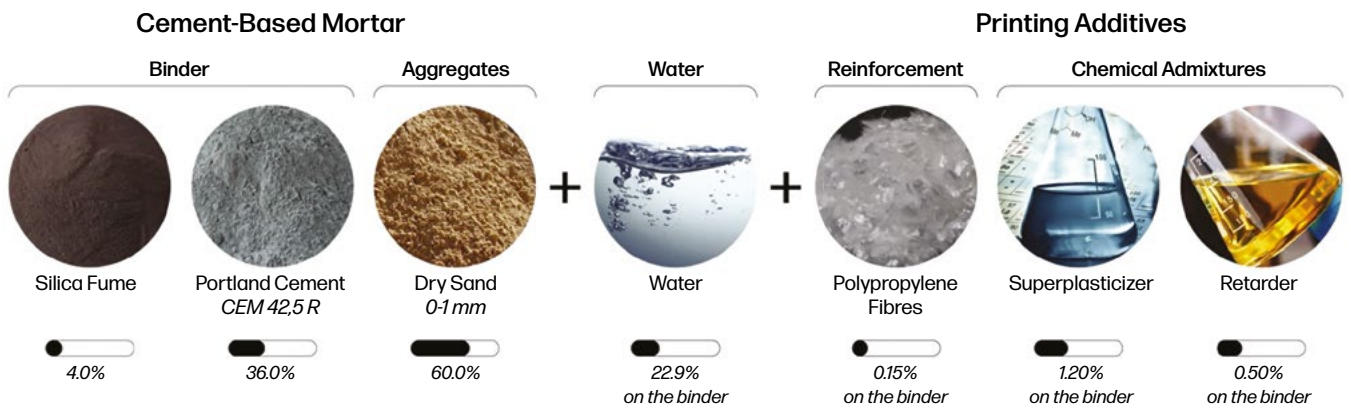 Cement-Based Mortar
Printing Additives
Binder
Aggregates
Water
Reinforcement
Chemical Admixtures
+
+
Silica Fume
Portland Cement
CEM 42,5 R
Dry Sand
0-1 mm
Water
Polypropylene
Fibres
Superplasticizer
Retarder
4.0%
36.0%
60.0%
22.9%
on the binder
0.15%
on the binder
1.20%
on the binder
0.50%
on the binder